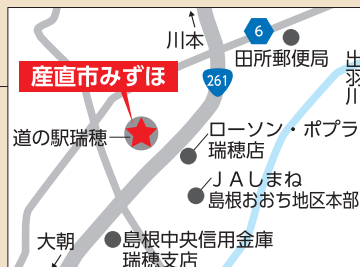 川本
6
田所郵便局
出羽川
産直市みずほ
261
道の駅瑞穂
ローソン・ポプラ
瑞穂店
JAしまね
島根おおち地区本部
大朝
島根中央信用金庫
瑞穂支店